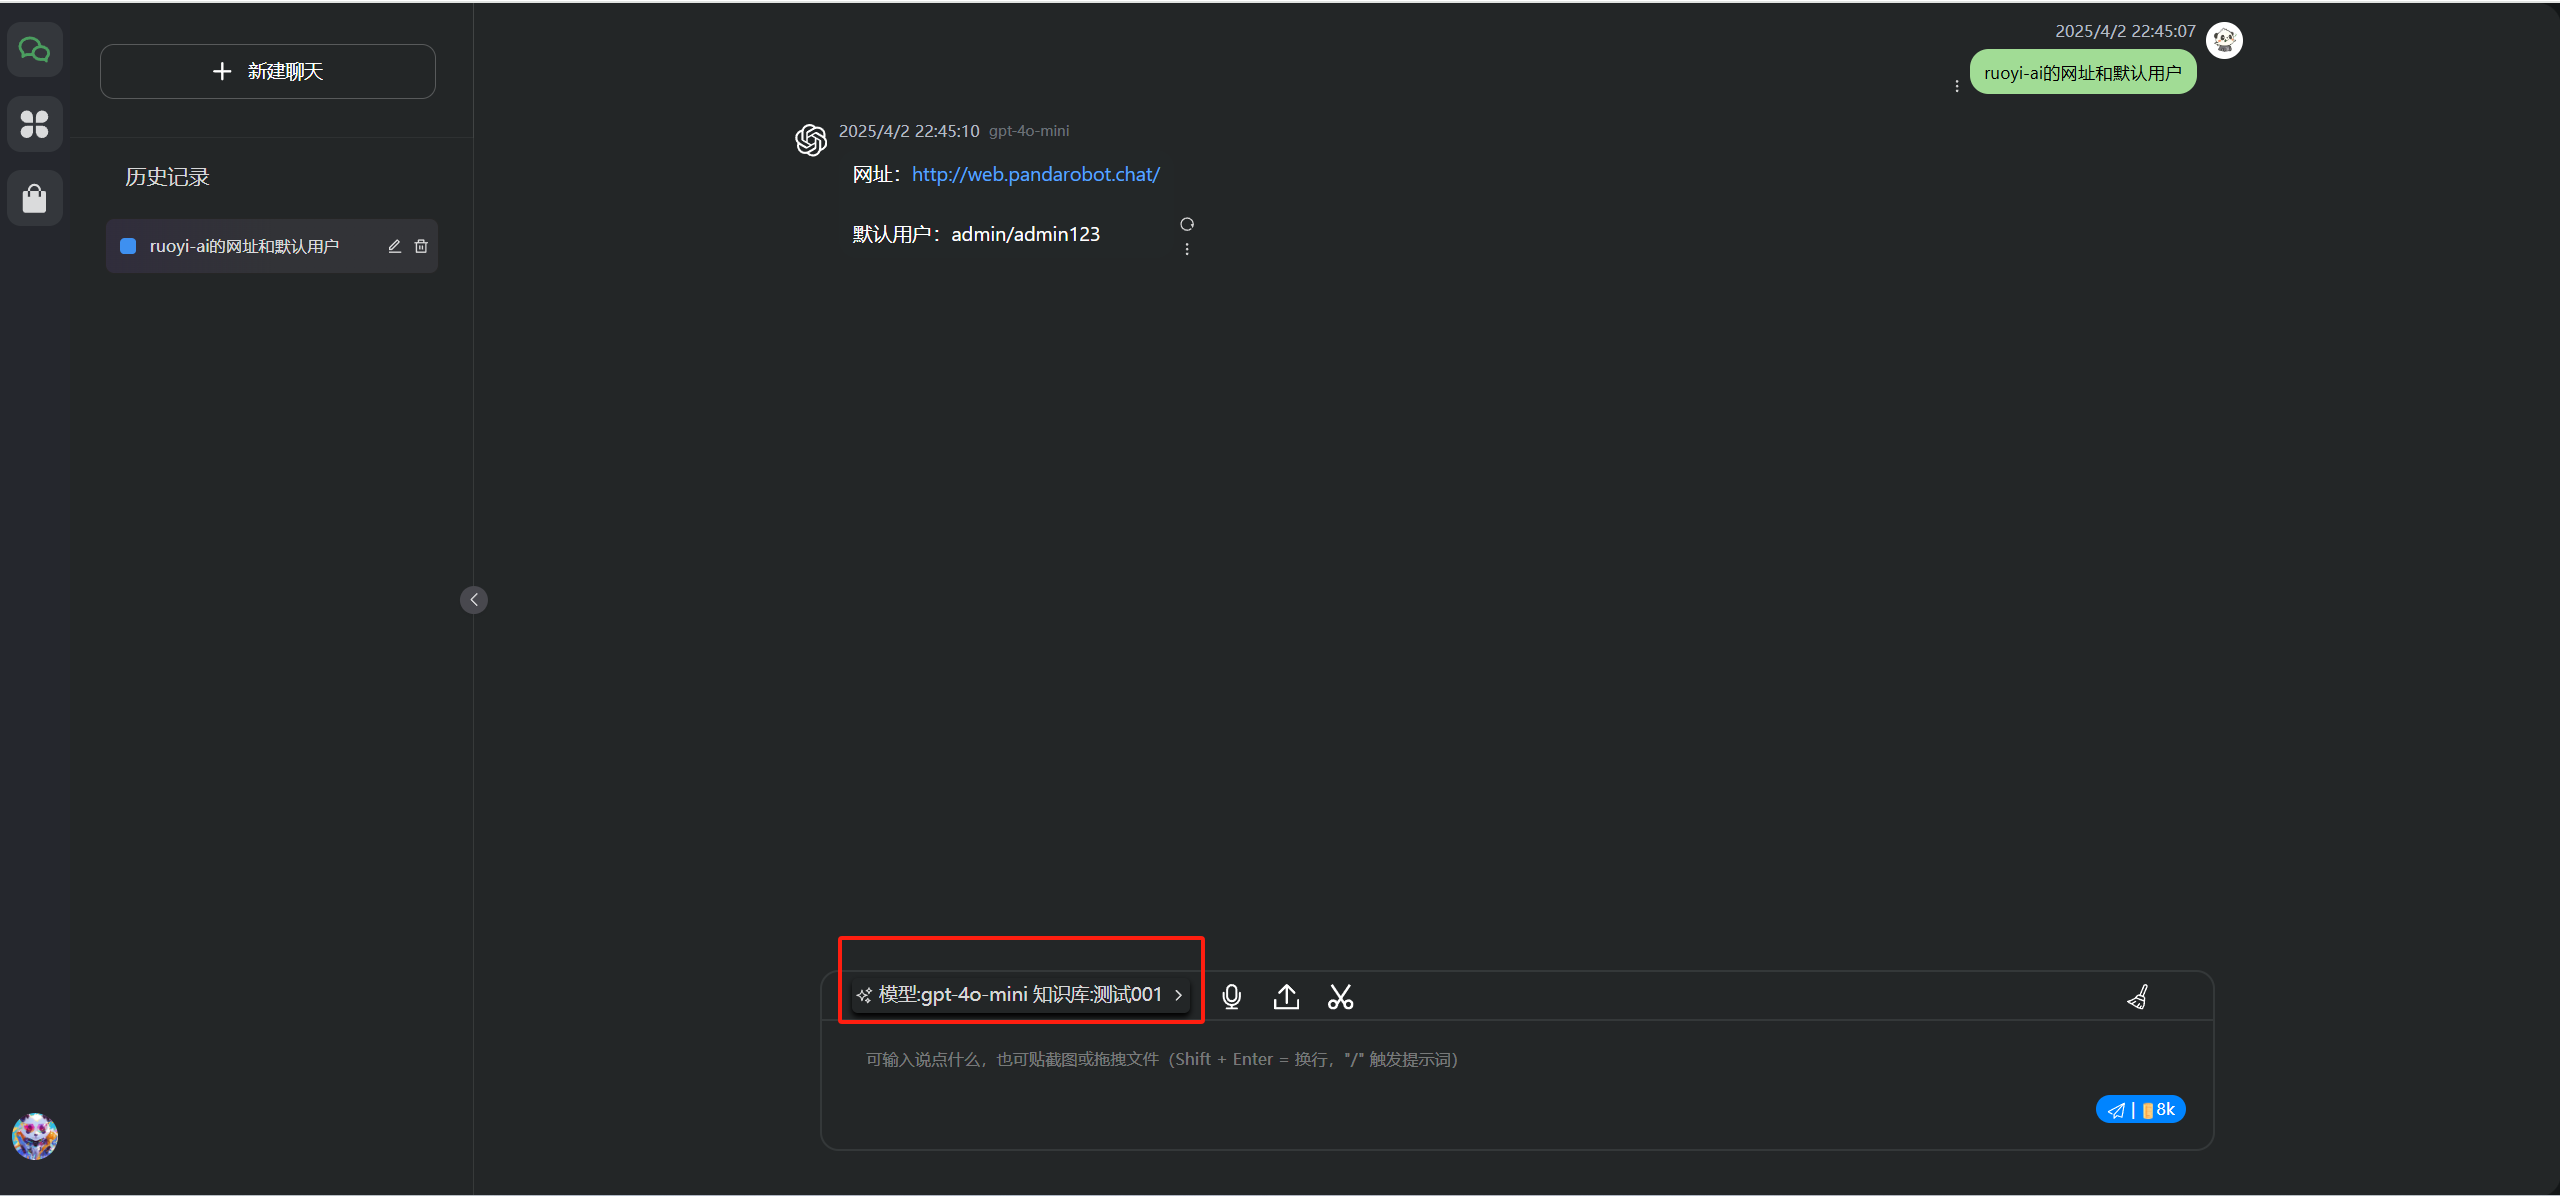 新建聊天
历史记录
ruoyi-ai的网址和默认用户
2025/4/2 22:45:07
ruoyi-ai的网址和默认用户
2025/4/2 22:45:10 gpt-4o-mini
网址：http://web.pandarobot.chat/
默认用户：admin/admin123
模型:gpt-4o-mini 知识库:测试001
可输入说点什么，也可贴截图或拖拽文件（Shift + Enter = 换行，"/" 触发提示词）
|8k